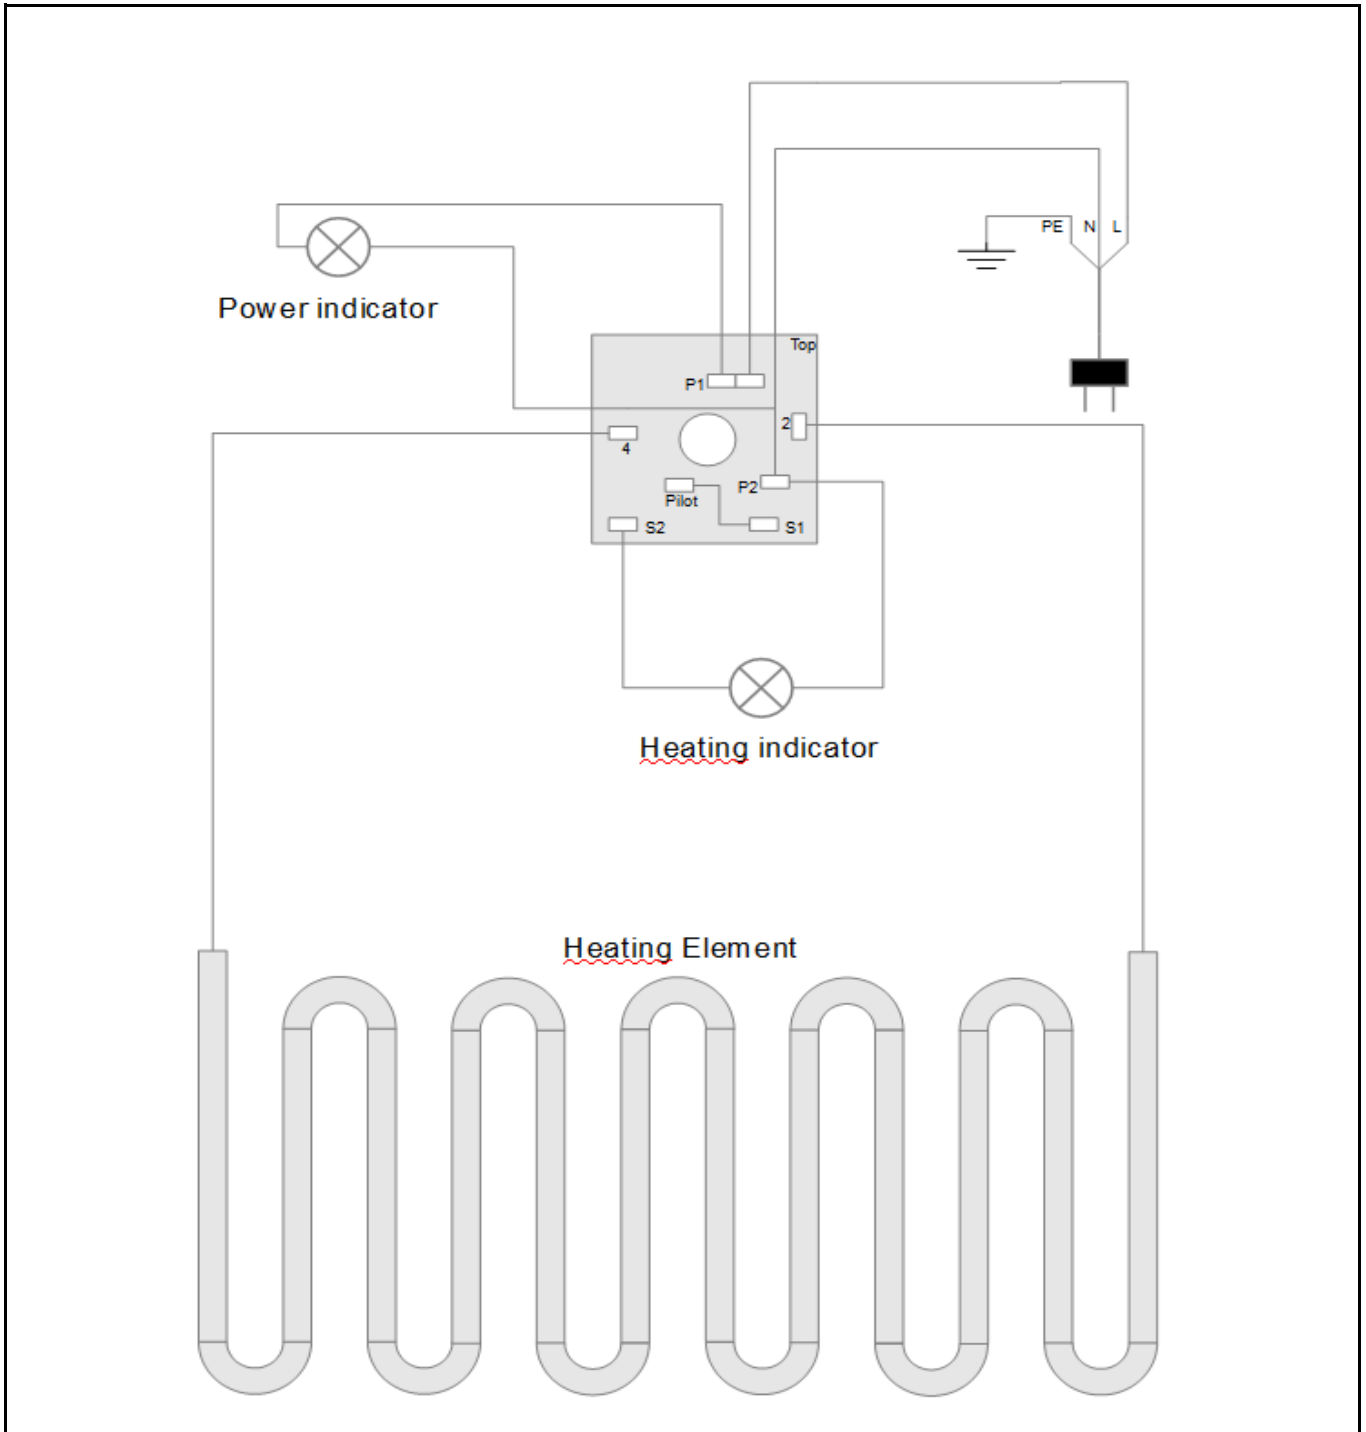 PE N L
Power indicator
Top
P1
2
4
P2
Pilot
S2
S1
Heating indicator
Heating Element